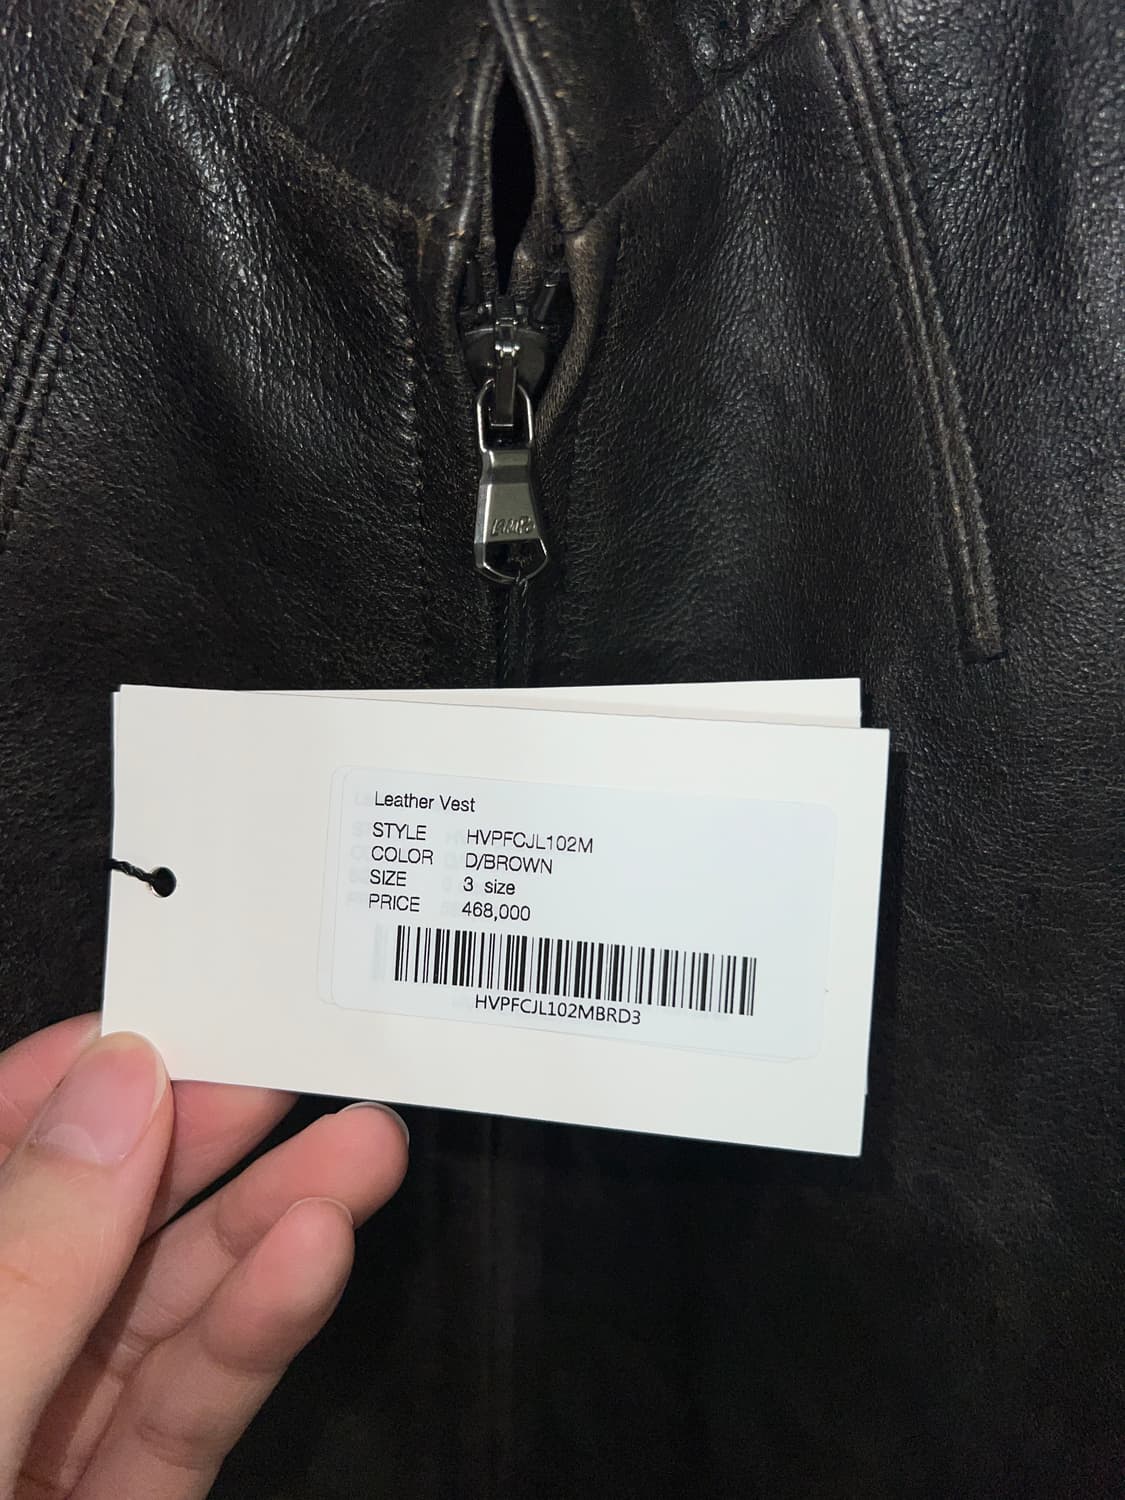 Leather Vest
STYLE HVPFCJL102M
COLOR D/BROWN
SIZE 3 size
PRICE 468,000
HVPFCJL102MBRD3